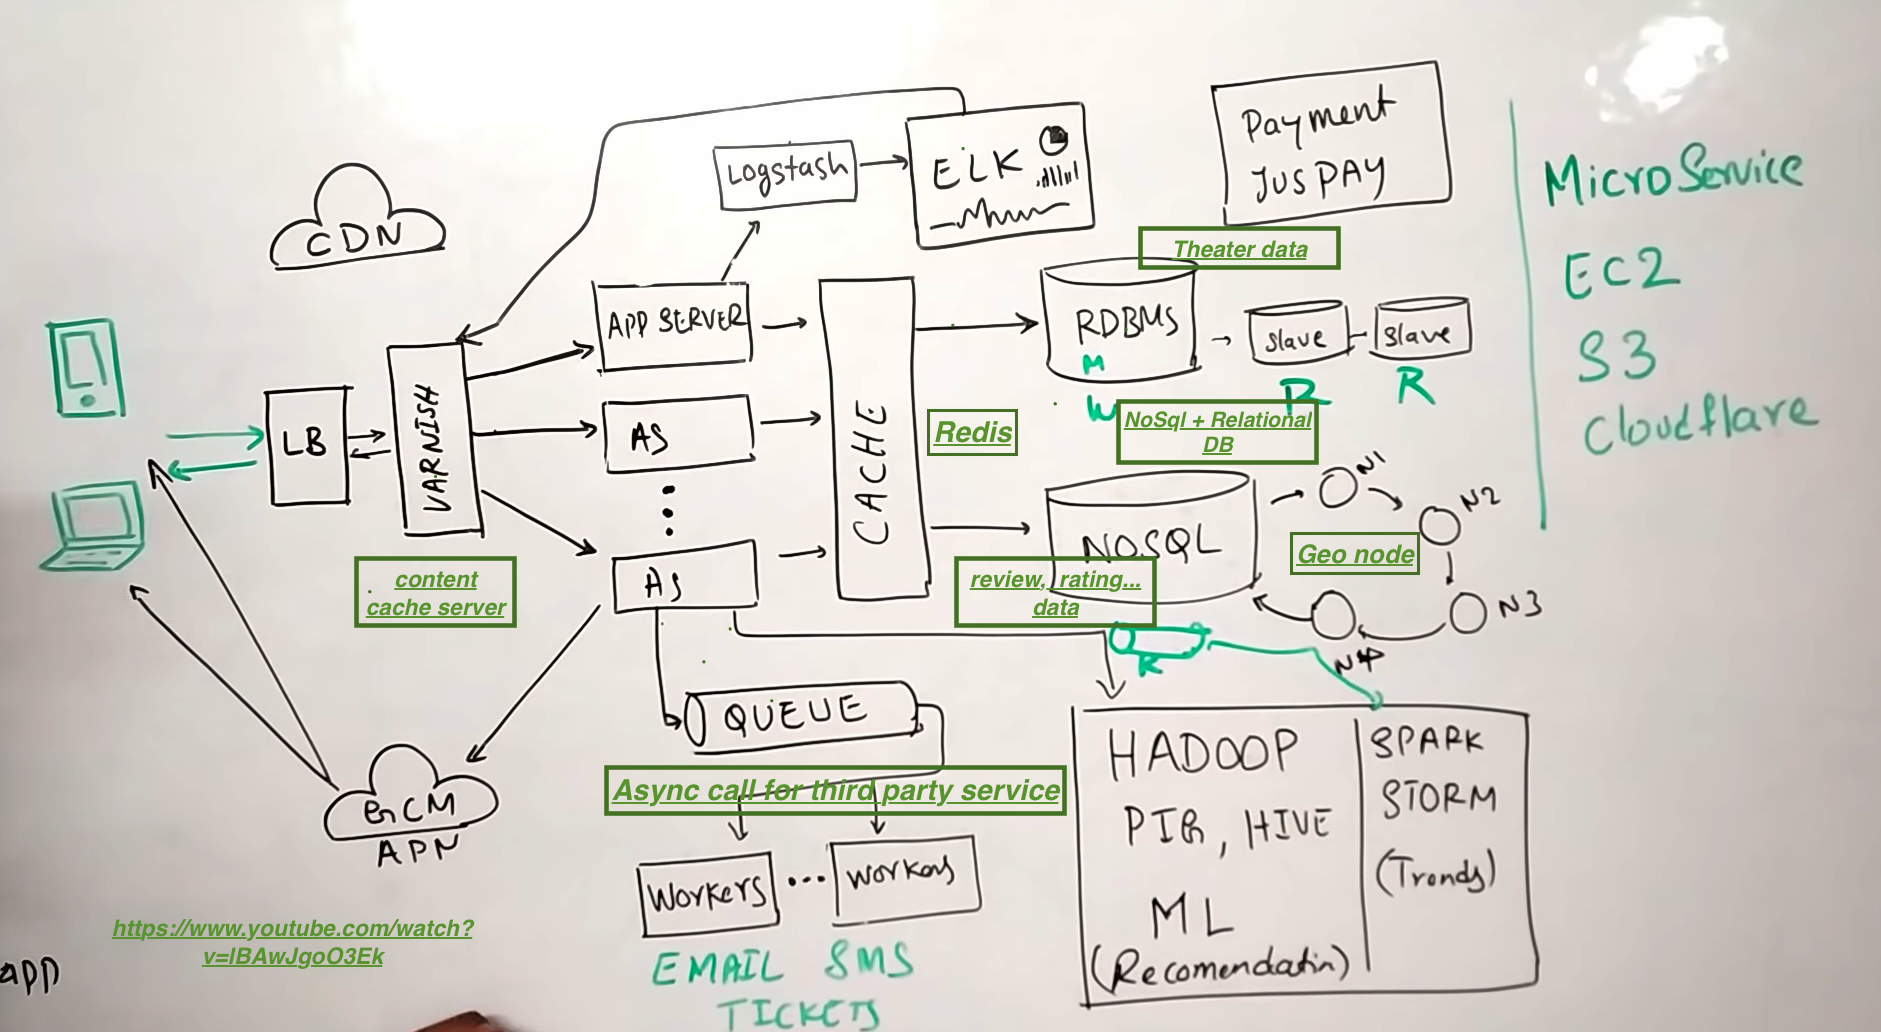 Payment
JUSPAY
Logstash
ELK
CDN
MicroService
EC2
S3
Cloudflare
Theater data
APP SERVER
RDBMS
M
W
slave
slave
R
R
LB
VARNISH
AS
CACHE
Redis
NoSql + Relational
DB
N1
N2
N3
N4
NOSQL
Geo node
content
cache server
AS
review, rating...
data
R
QUEUE
Async call for third party service
GCM
APN
Workers
...
workers
EMAIL SMS
TICKETS
HADOOP
PIG, HIVE
ML
(Recomendatin)
SPARK
STORM
(Trends)
https://www.youtube.com/watch?
v=lBAwJgoO3Ek
app